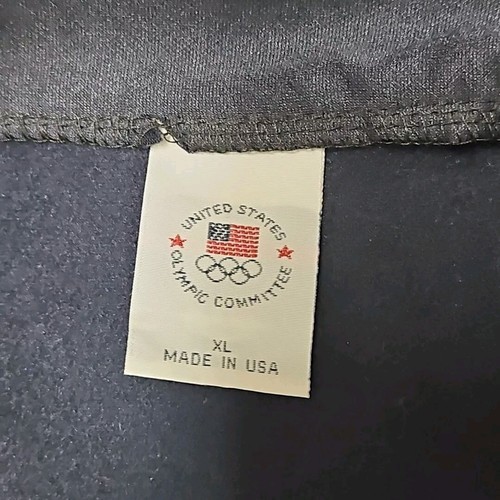 UNITED STATES
OLYMPIC COMMITTEE
XL
MADE IN USA